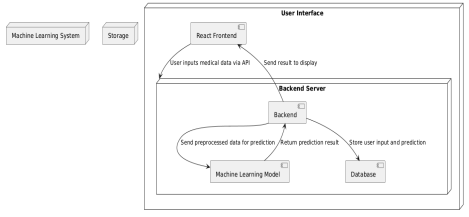 User Interface
Machine Learning System
Storage
React Frontend
User inputs medical data via API
Send result to display
Backend Server
Backend
Send preprocessed data for prediction
Return prediction result
Store user input and prediction
Machine Learning Model
Database